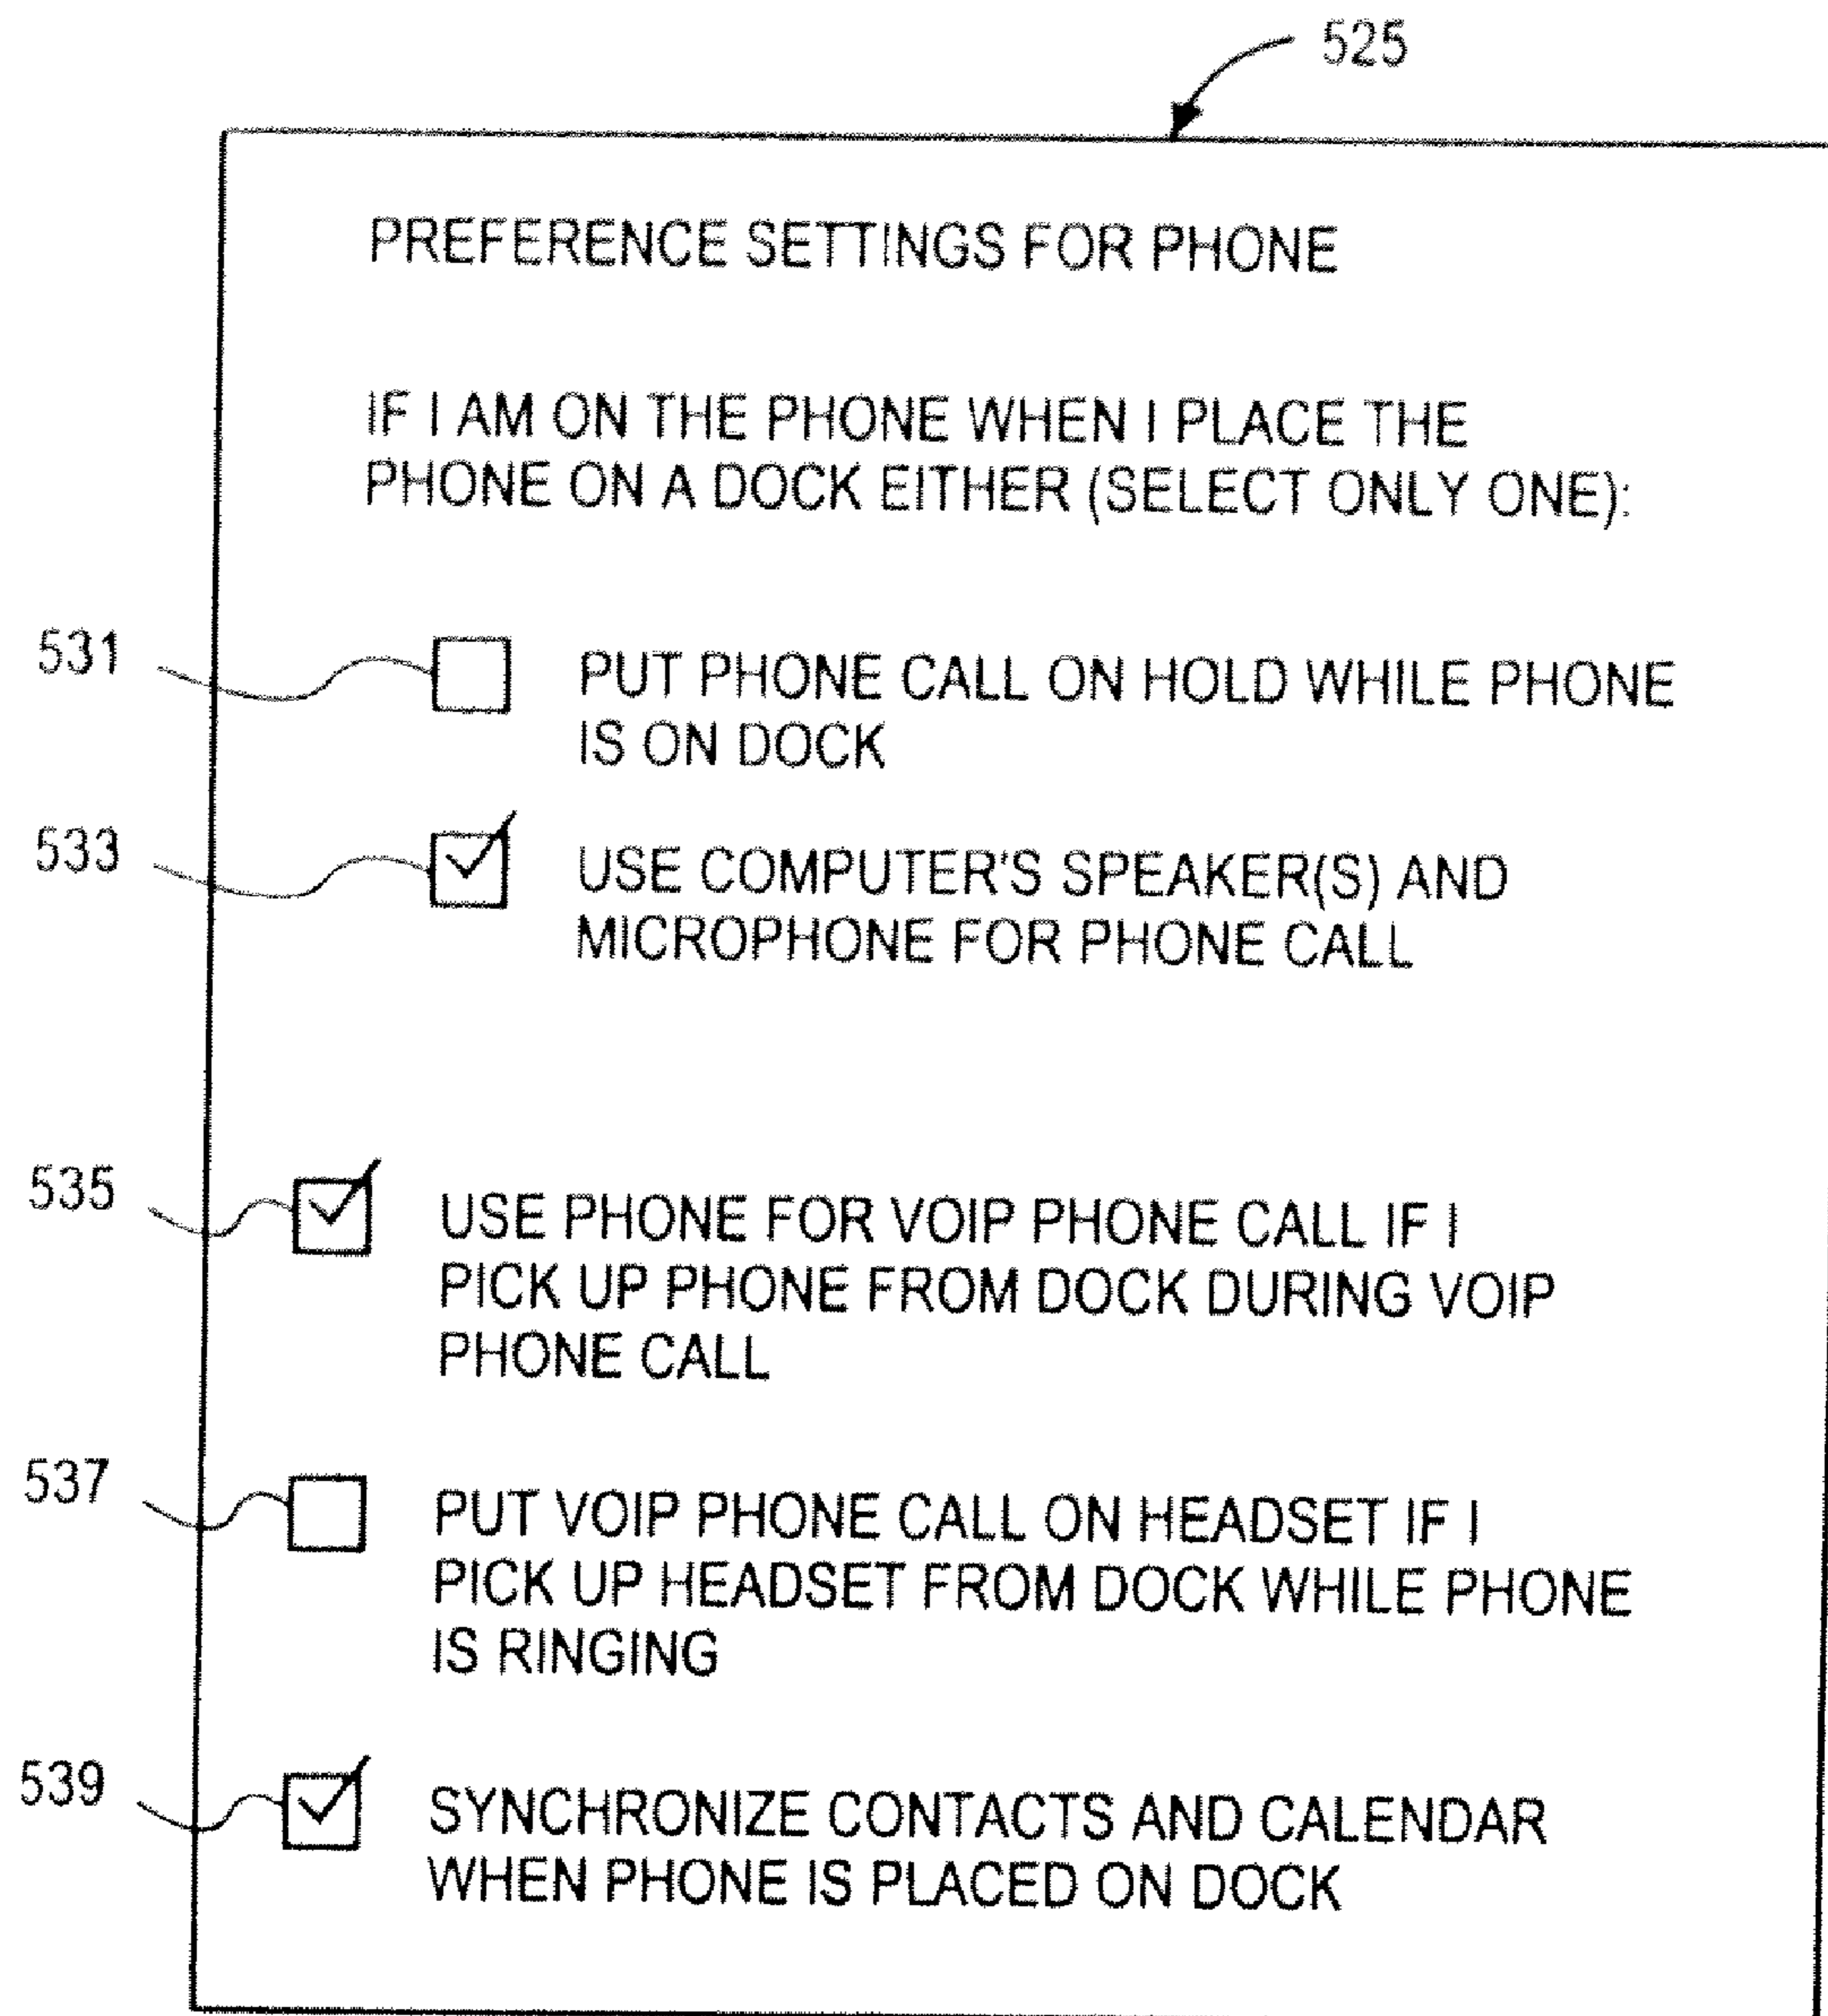 525
PREFERENCE SETTINGS FOR PHONE
IF I AM ON THE PHONE WHEN I PLACE THE
PHONE ON A DOCK EITHER (SELECT ONLY ONE):
531
PUT PHONE CALL ON HOLD WHILE PHONE
IS ON DOCK
533
USE COMPUTER'S SPEAKER(S) AND
MICROPHONE FOR PHONE CALL
535
USE PHONE FOR VOIP PHONE CALL IF I
PICK UP PHONE FROM DOCK DURING VOIP
PHONE CALL
537
PUT VOIP PHONE CALL ON HEADSET IF I
PICK UP HEADSET FROM DOCK WHILE PHONE
IS RINGING
539
SYNCHRONIZE CONTACTS AND CALENDAR
WHEN PHONE IS PLACED ON DOCK